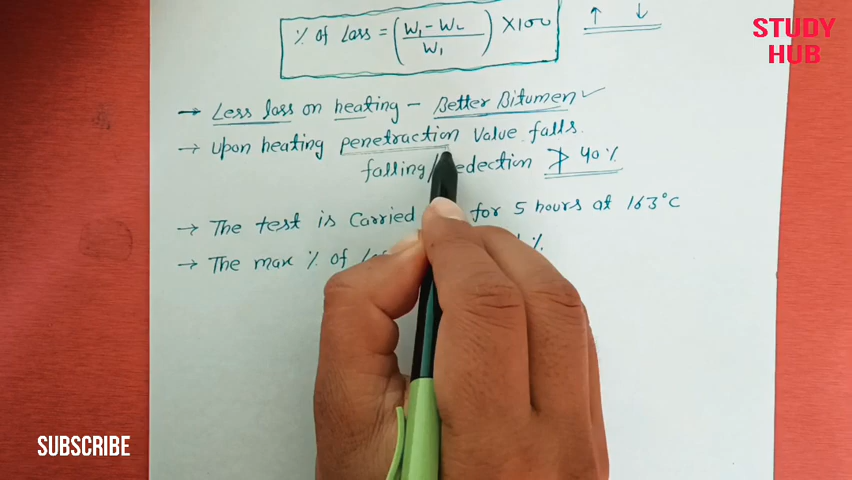 % of Loss = (W₁ - W₂ / W₁) ×100
↑ ↓
STUDY
HUB
→ Less loss on heating - Better Bitumen ✓
→ Upon heating penetraction value falls.
falling/ edection ≯ 40 %
→ The test is Carried for 5 hours at 163°c
→ The max % of %
SUBSCRIBE